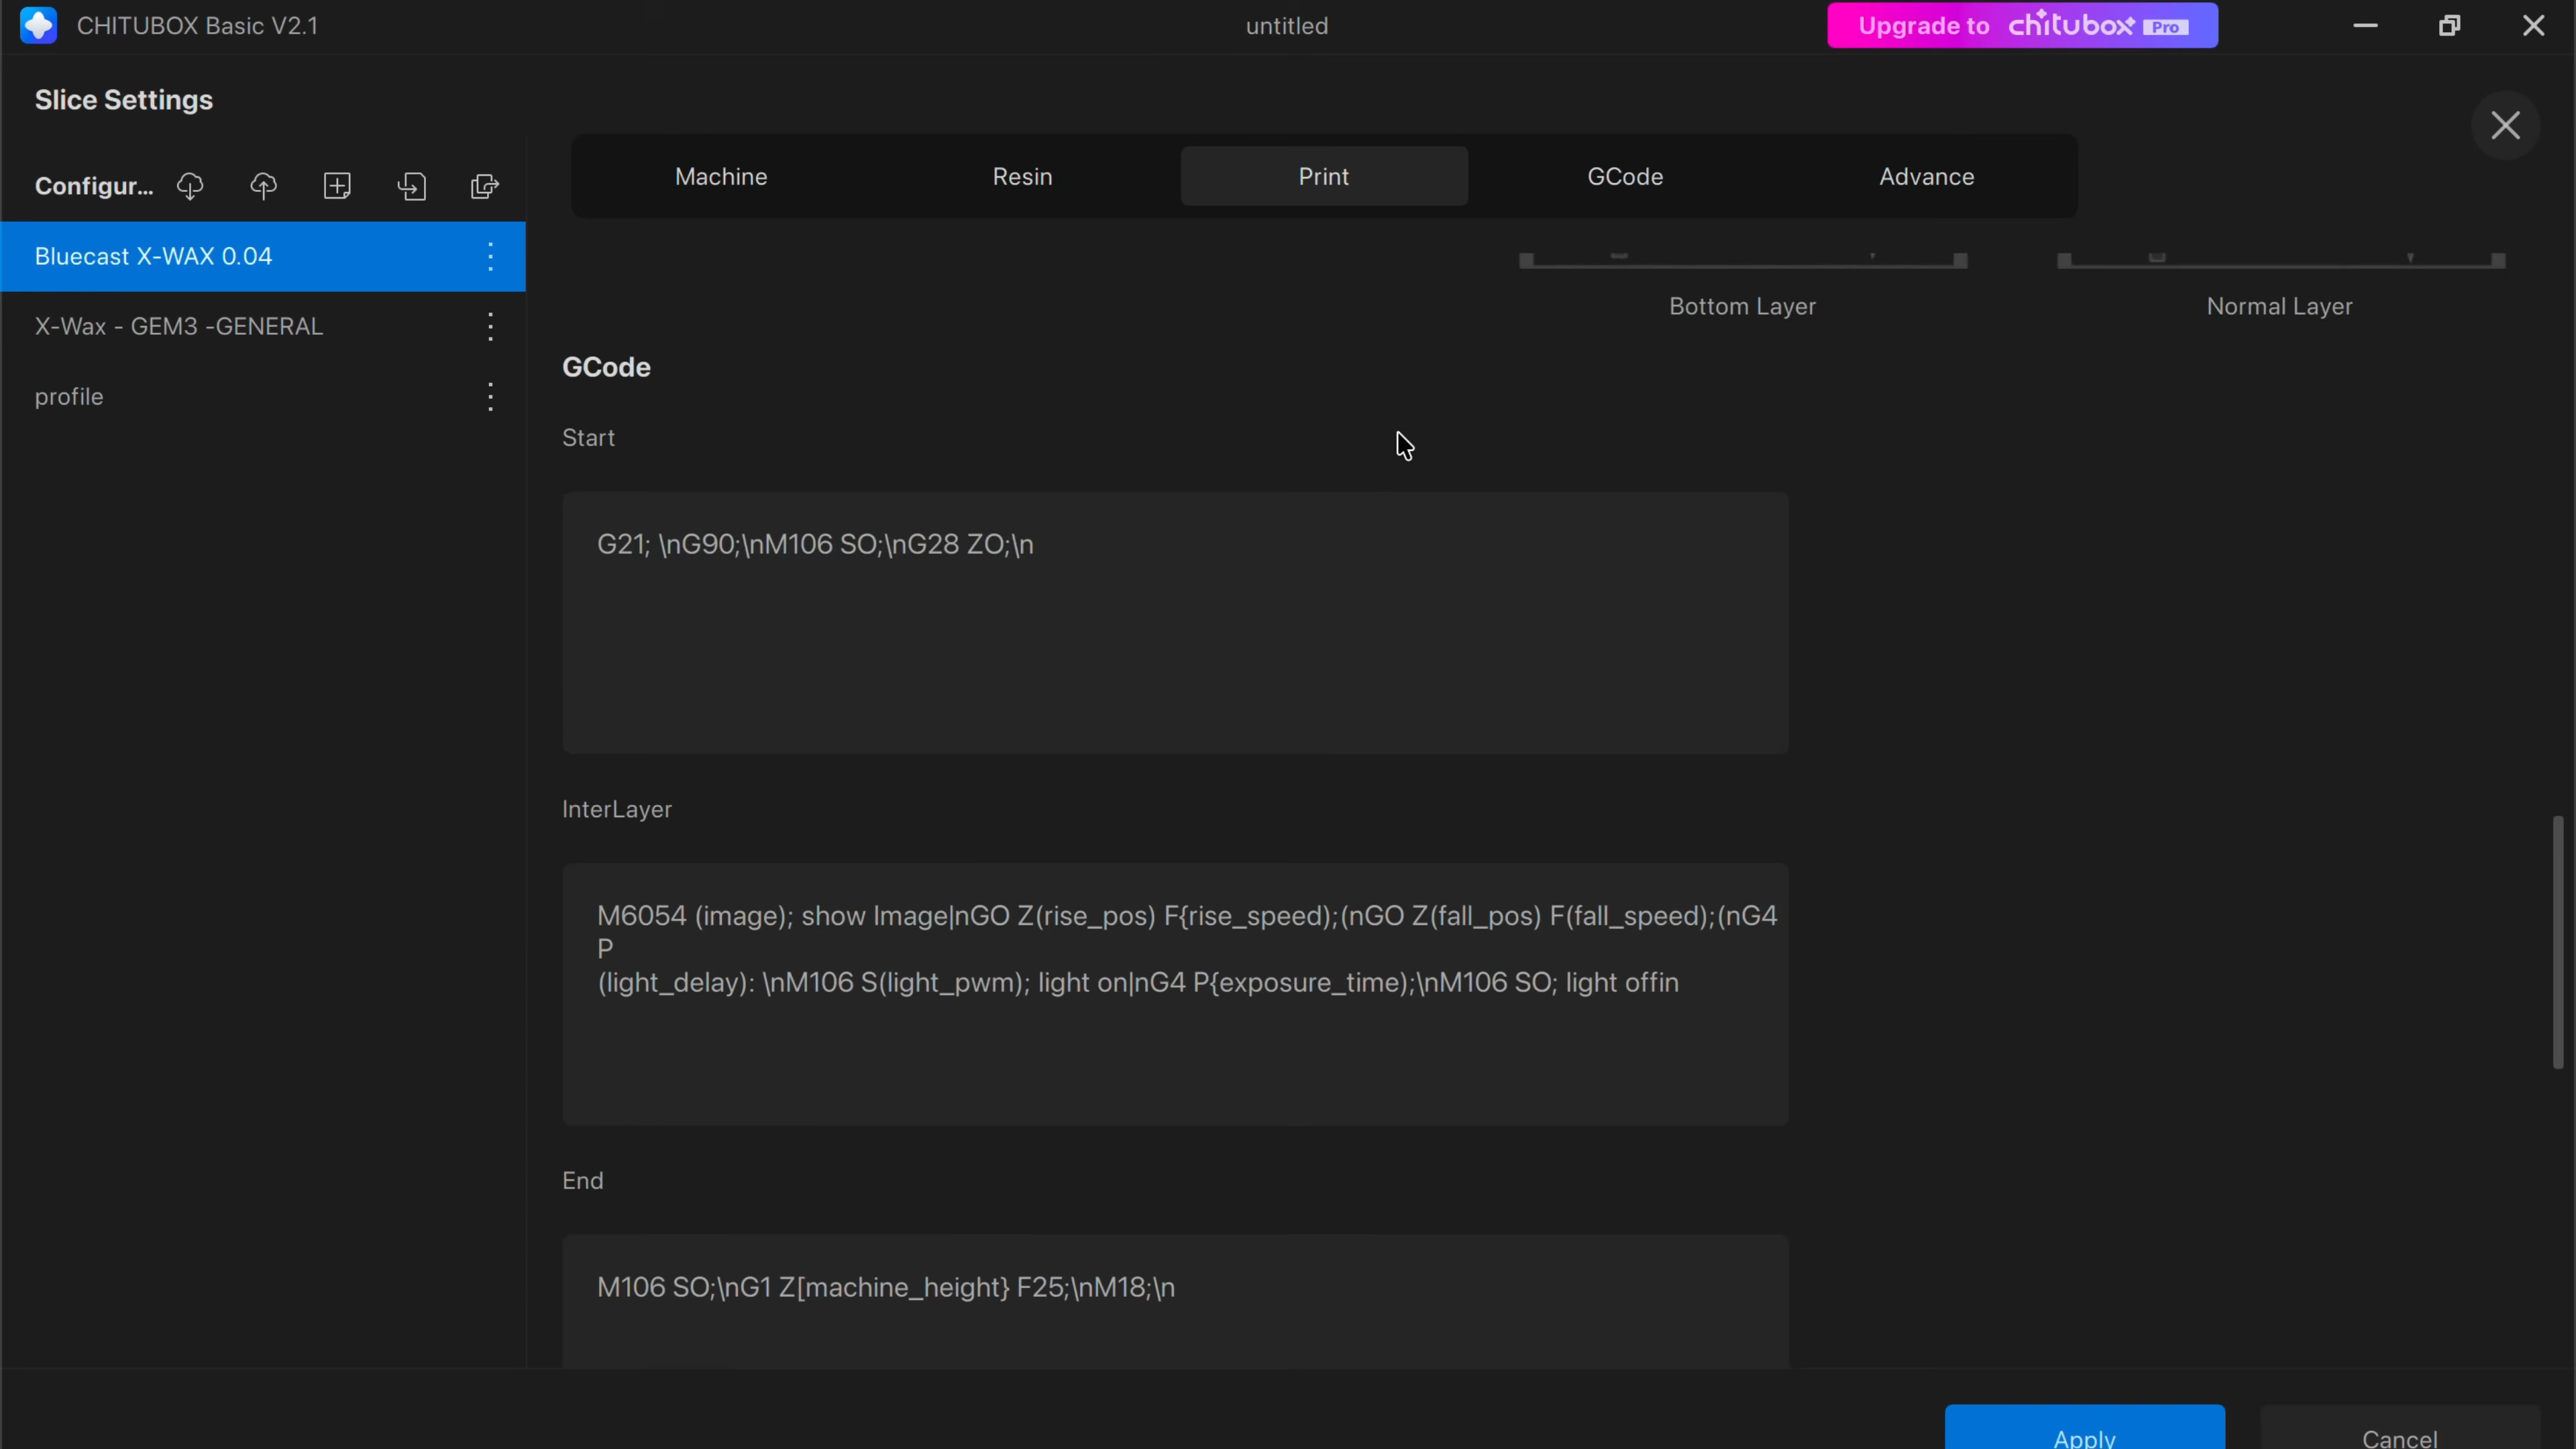 CHITUBOX Basic V2.1
untitled
Upgrade to chitubox Pro
Slice Settings
Configur...
Machine
Resin
Print
GCode
Advance
Bluecast X-WAX 0.04
X-Wax - GEM3 -GENERAL
profile
Bottom Layer
Normal Layer
GCode
Start
G21; \nG90;\nM106 SO;\nG28 ZO;\n
InterLayer
M6054 (image); show Image|nGO Z(rise_pos) F{rise_speed);(nGO Z(fall_pos) F(fall_speed);(nG4
P
(light_delay): \nM106 S(light_pwm); light on|nG4 P{exposure_time);\nM106 SO; light offin
End
M106 SO;\nG1 Z[machine_height} F25;\nM18;\n
Apply
Cancel